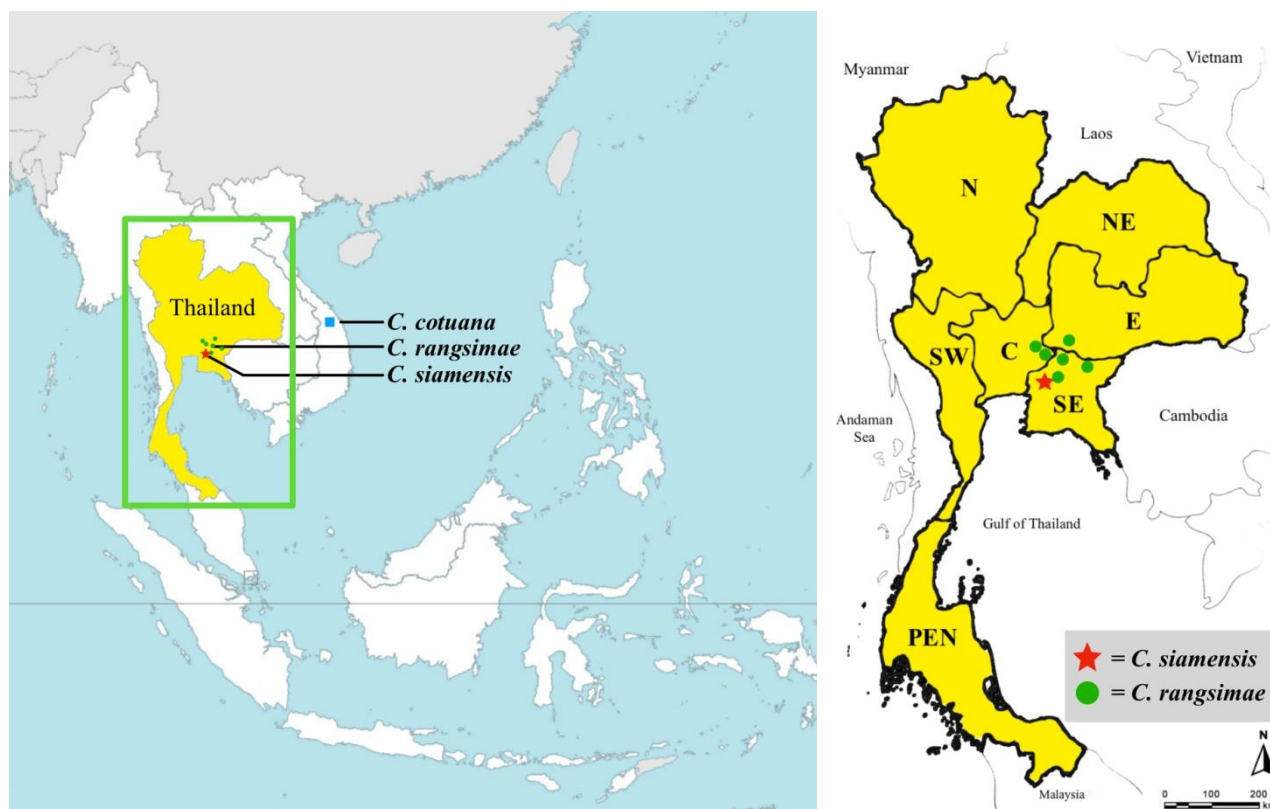 Thailand
C. cotuana
C. rangsimae
C. siamensis
Vietnam
Myanmar
Laos
N
NE
E
SW
C
SE
Andaman
Sea
Cambodia
Gulf of Thailand
PEN
= C. siamensis
= C. rangsimae
N
0 100 200
km
Malaysia